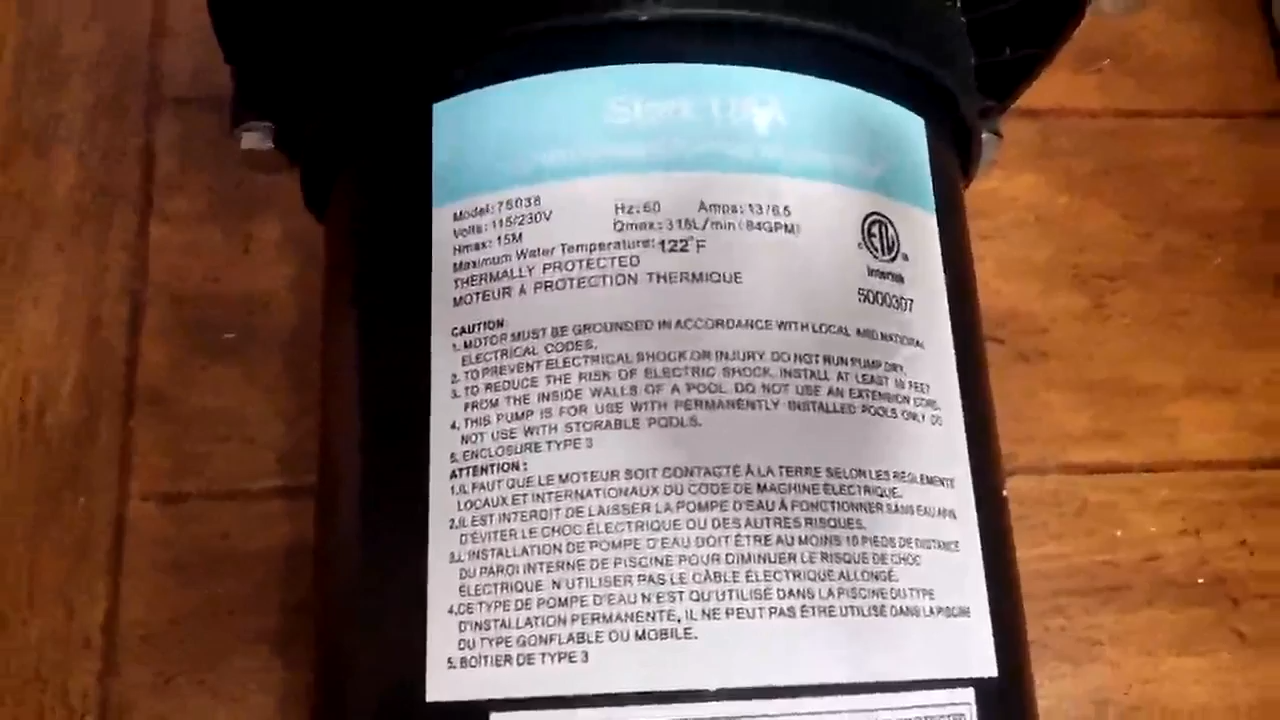 USA
Model: 75036 Hz: 60 Amps: 13/6.5
Volts: 115/230V Qmax: 318L/min (84GPM)
Hmax: 15M
Maximum Water Temperature: 122°F
THERMALLY PROTECTED
MOTEUR A PROTECTION THERMIQUE
ETL
Intertek
5000307
CAUTION:
1. MOTOR MUST BE GROUNDED IN ACCORDANCE WITH LOCAL AND NATIONAL
ELECTRICAL CODES.
2. TO PREVENT ELECTRICAL SHOCK OR INJURY. DO NOT RUN PUMP DRY.
3. TO REDUCE THE RISK OF ELECTRIC SHOCK, INSTALL AT LEAST 10 FEET
FROM THE INSIDE WALLS OF A POOL. DO NOT USE AN EXTENSION CORD.
4. THIS PUMP IS FOR USE WITH PERMANENTLY INSTALLED POOLS ONLY DO
NOT USE WITH STORABLE POOLS.
5. ENCLOSURE TYPE 3
ATTENTION:
1.IL FAUT QUE LE MOTEUR SOIT CONTACTÉ À LA TERRE SELON LES RÈGLEMENTS
LOCAUX ET INTERNATIONAUX DU CODE DE MACHINE ÉLECTRIQUE.
2.IL EST INTERDIT DE LAISSER LA POMPE D'EAU À FONCTIONNER SANS EAU AFIN
D'ÉVITER LE CHOC ÉLECTRIQUE OU DES AUTRES RISQUES.
3.L'INSTALLATION DE POMPE D'EAU DOIT ÊTRE AU MOINS 10 PIEDS DE DISTANCE
DU PAROI INTERNE DE PISCINE POUR DIMINUER LE RISQUE DE CHOC
ÉLECTRIQUE. N'UTILISER PAS LE CÂBLE ÉLECTRIQUE ALLONGÉ.
4.CE TYPE DE POMPE D'EAU N'EST QU'UTILISÉ DANS LA PISCINE DU TYPE
D'INSTALLATION PERMANENTE, IL NE PEUT PAS ÊTRE UTILISÉ DANS LA PISCINE
DU TYPE GONFLABLE OU MOBILE.
5. BOÎTIER DE TYPE 3